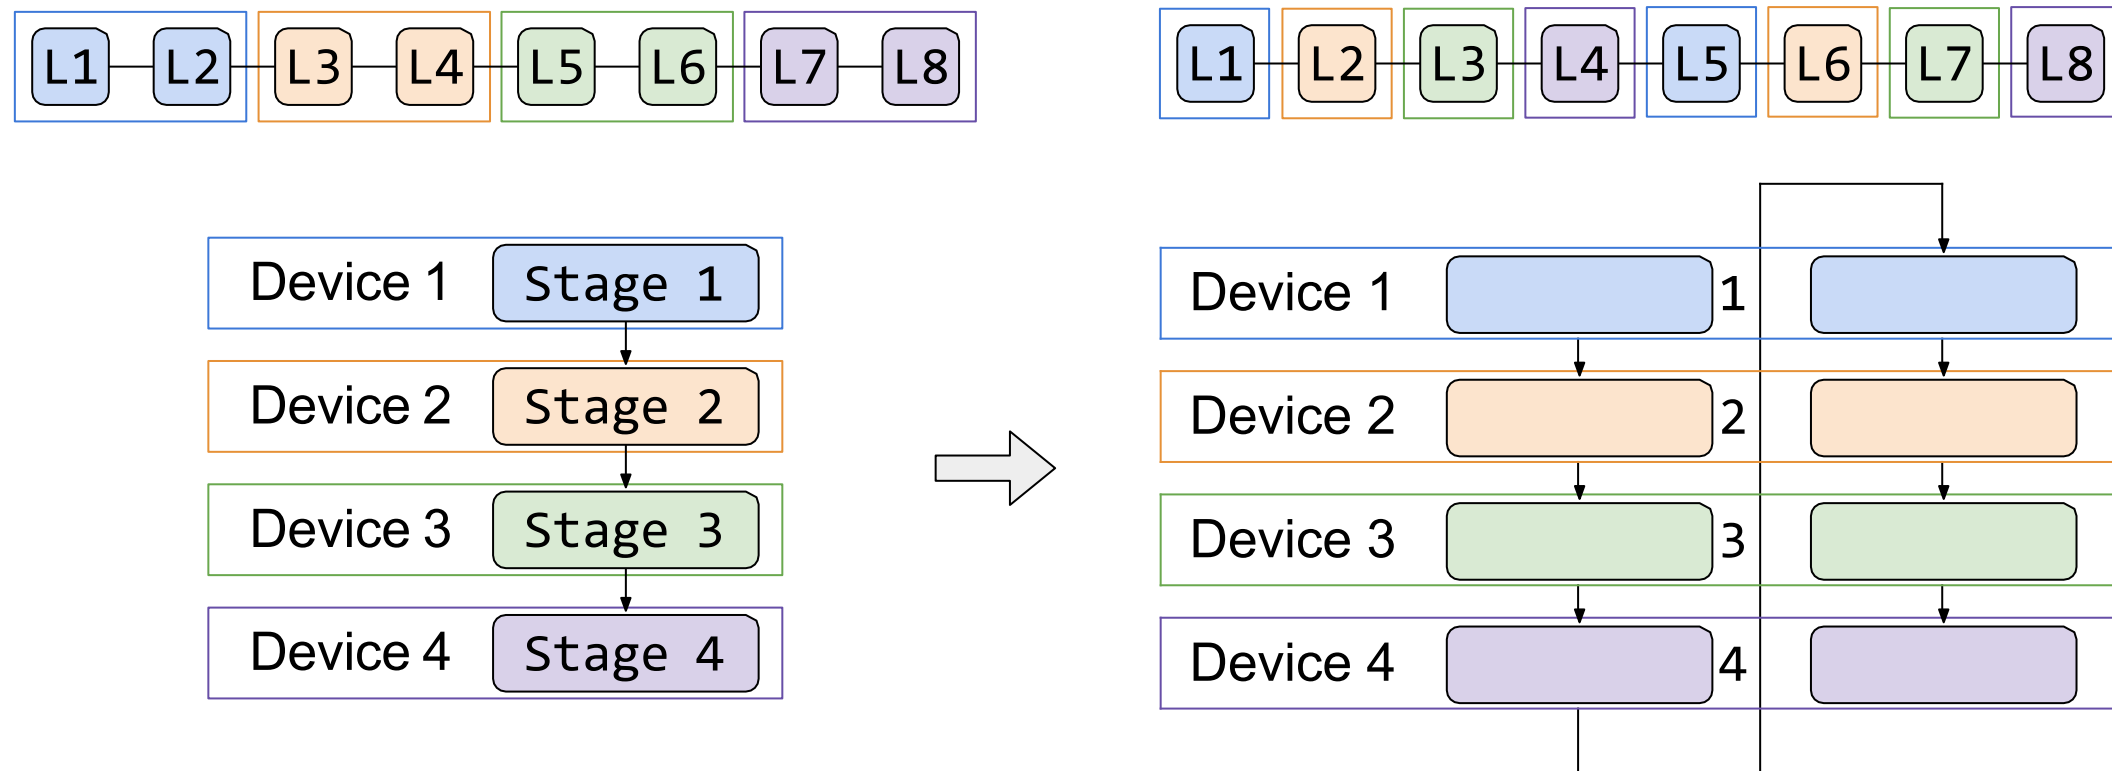 L1 L2 L3 L4 L5 L6 L7 L8
Device 1 Stage 1
Device 2 Stage 2
Device 3 Stage 3
Device 4 Stage 4
L1 L2 L3 L4 L5 L6 L7 L8
Device 1 1
Device 2 2
Device 3 3
Device 4 4